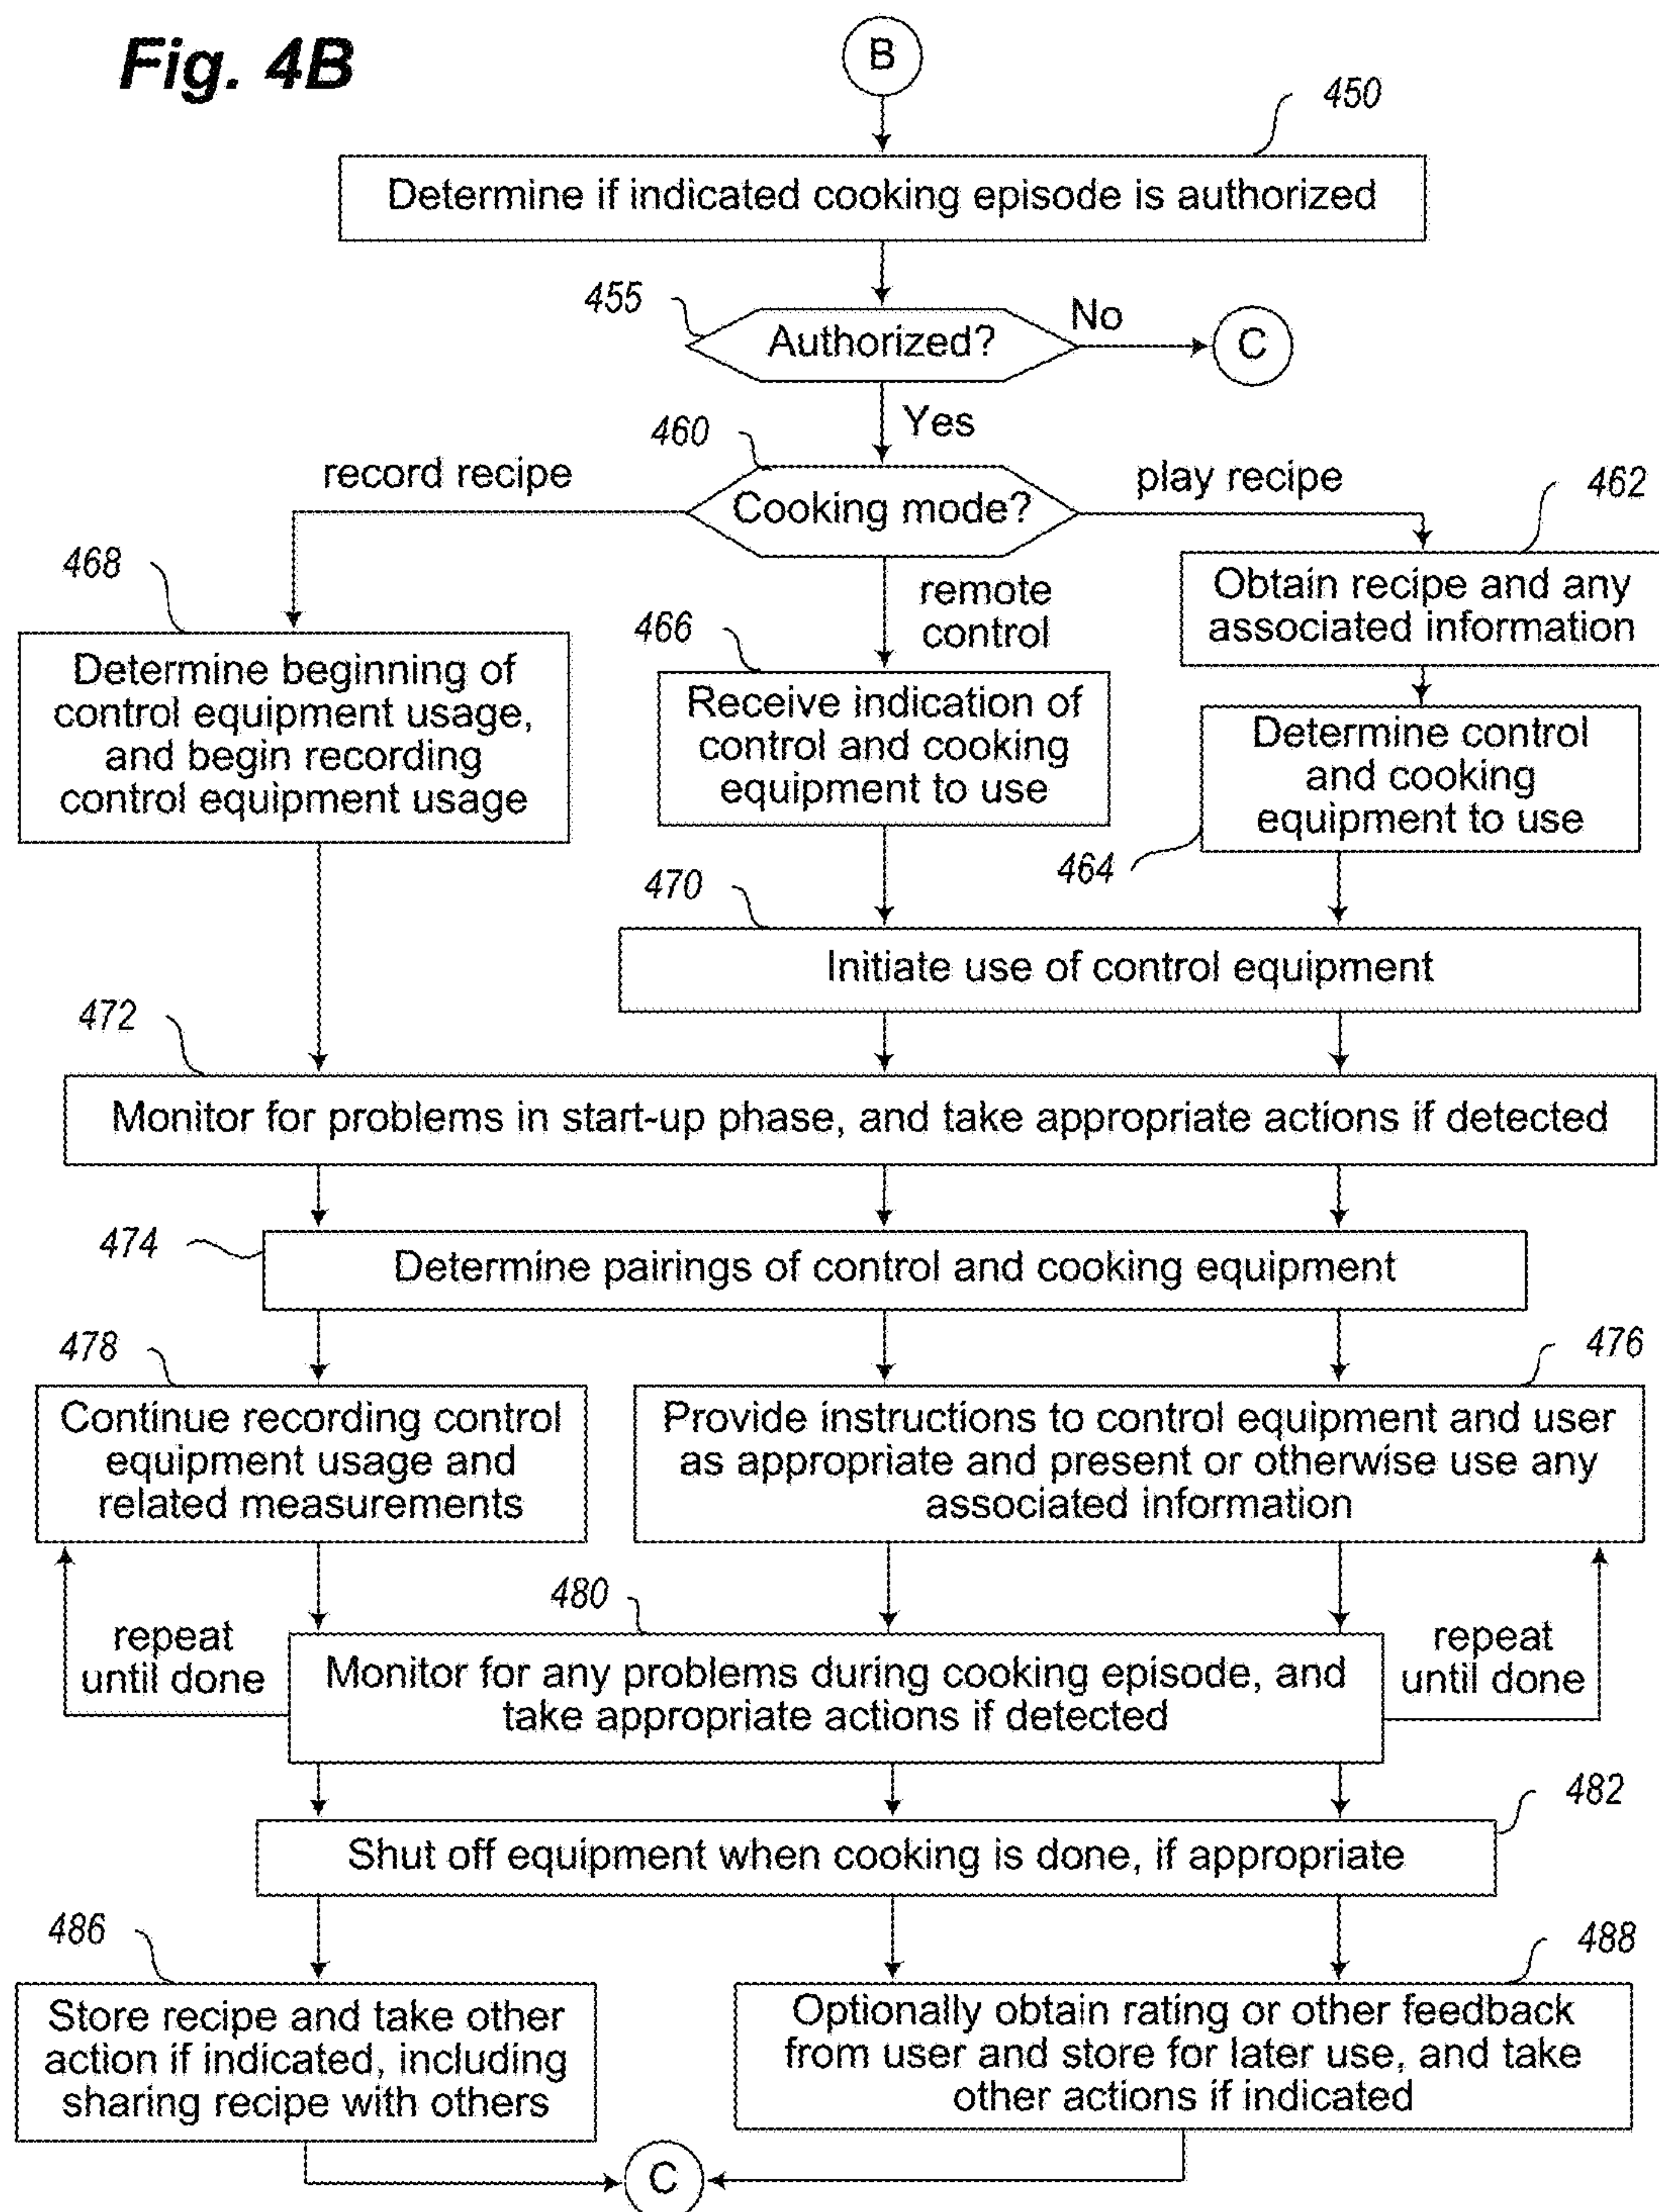 Fig. 4B
B
450
Determine if indicated cooking episode is authorized
455
Authorized?
No
C
Yes
460
Cooking mode?
record recipe
play recipe
remote
control
462
Obtain recipe and any
associated information
468
Determine beginning of
control equipment usage,
and begin recording
control equipment usage
466
Receive indication of
control and cooking
equipment to use
Determine control
and cooking
equipment to use
464
470
Initiate use of control equipment
472
Monitor for problems in start-up phase, and take appropriate actions if detected
474
Determine pairings of control and cooking equipment
478
Continue recording control
equipment usage and
related measurements
476
Provide instructions to control equipment and user
as appropriate and present or otherwise use any
associated information
480
repeat
until done
Monitor for any problems during cooking episode, and
take appropriate actions if detected
repeat
until done
482
Shut off equipment when cooking is done, if appropriate
486
Store recipe and take other
action if indicated, including
sharing recipe with others
488
Optionally obtain rating or other feedback
from user and store for later use, and take
other actions if indicated
C